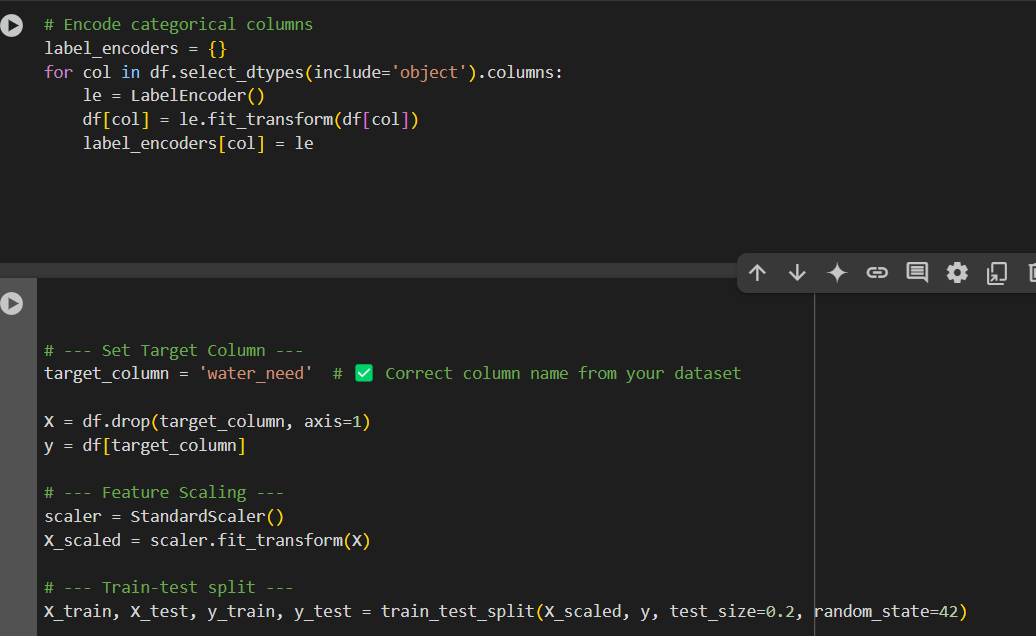 # Encode categorical columns
label_encoders = {}
for col in df.select_dtypes(include='object').columns:
    le = LabelEncoder()
    df[col] = le.fit_transform(df[col])
    label_encoders[col] = le
# --- Set Target Column ---
target_column = 'water_need'  # ✅ Correct column name from your dataset
X = df.drop(target_column, axis=1)
y = df[target_column]
# --- Feature Scaling ---
scaler = StandardScaler()
X_scaled = scaler.fit_transform(X)
# --- Train-test split ---
X_train, X_test, y_train, y_test = train_test_split(X_scaled, y, test_size=0.2, random_state=42)